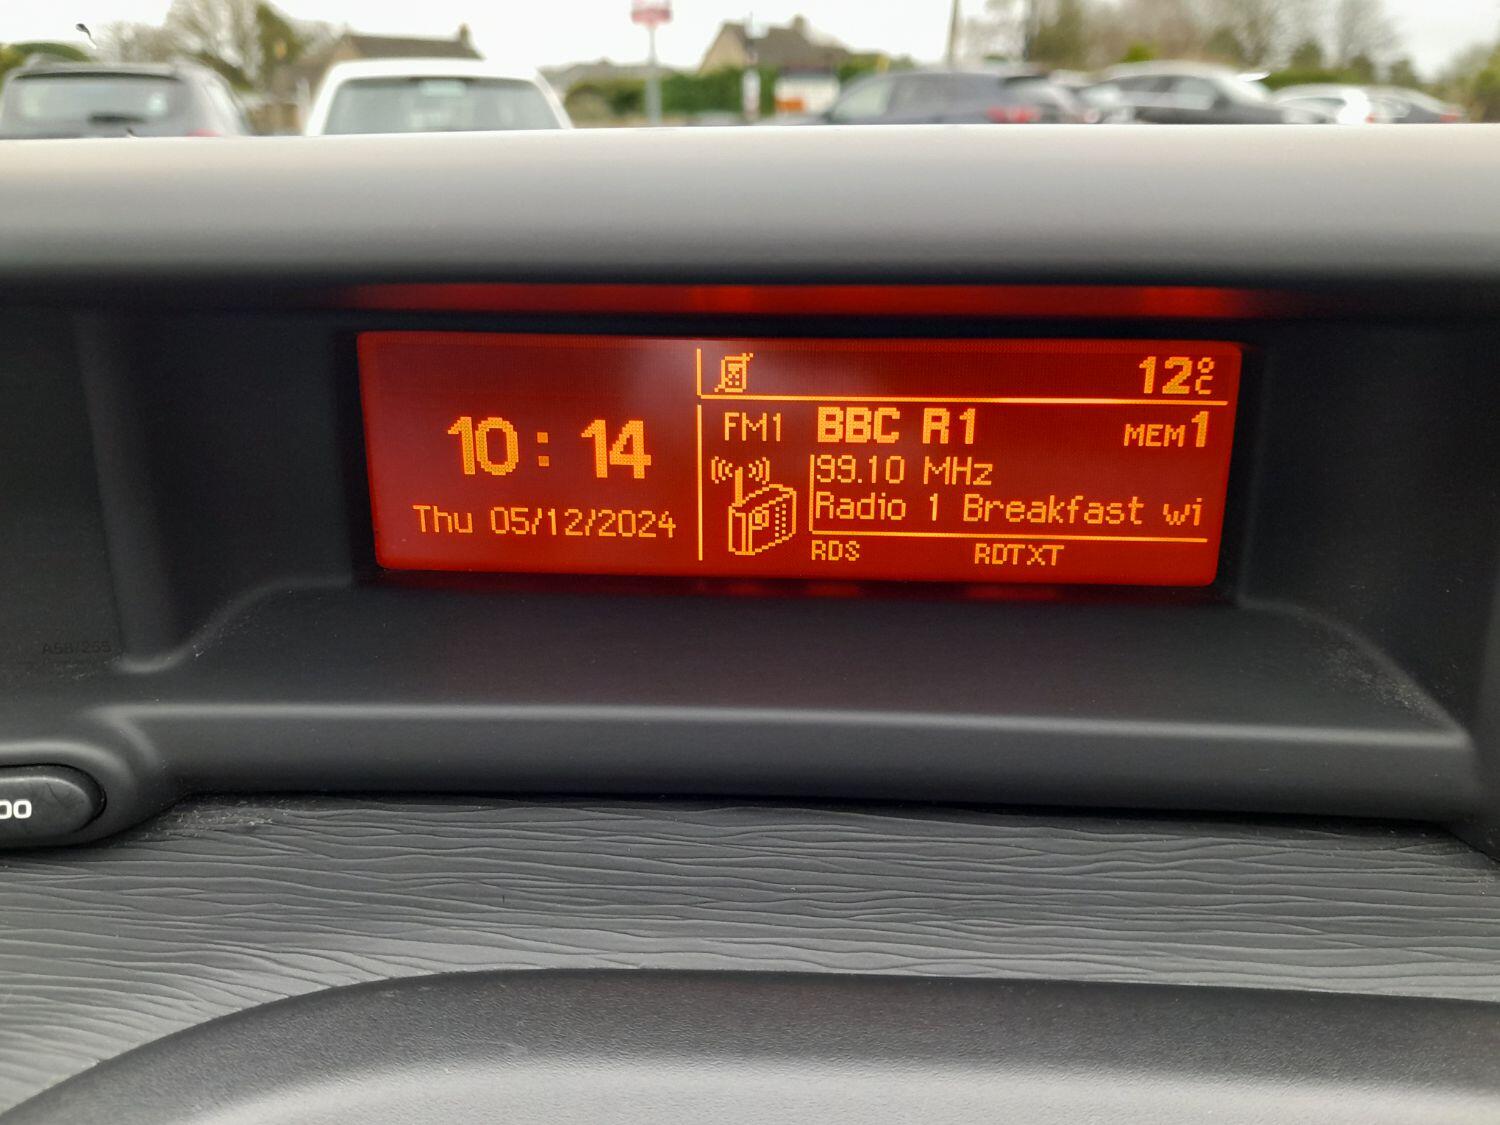 10:14
Thu 05/12/2024
12°C
FM1 BBC R1 MEM1
99.10 MHz
Radio 1 Breakfast wi
RDS RDTXT
00